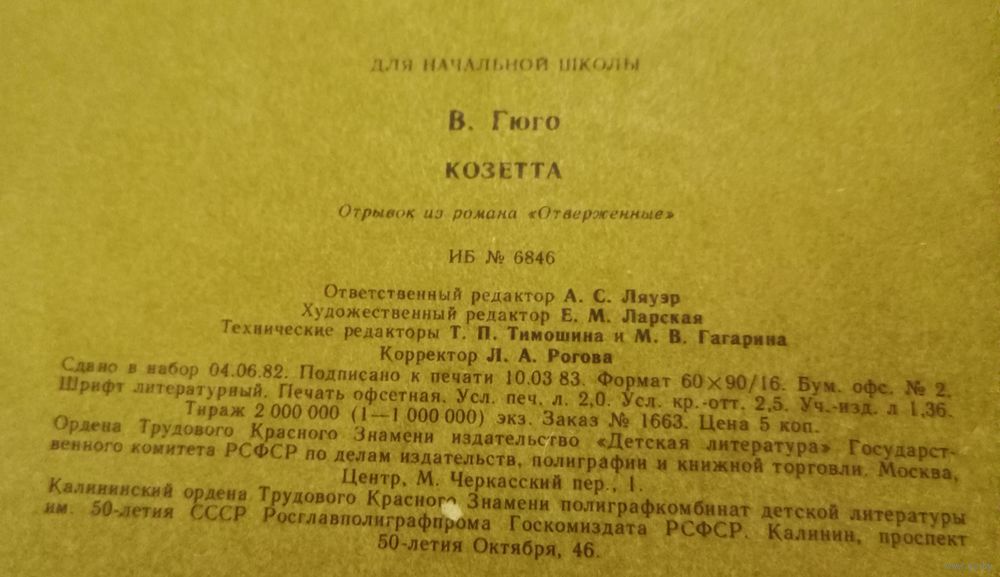 ДЛЯ НАЧАЛЬНОЙ ШКОЛЫ
В. Гюго
КОЗЕТТА
Отрывок из романа «Отверженные»
ИБ № 6846
Ответственный редактор А. С. Ляуэр
Художественный редактор Е. М. Ларская
Технические редакторы Т. П. Тимошина и М. В. Гагарина
Корректор Л. А. Рогова
Сдано в набор 04.06.82. Подписано к печати 10.03 83. Формат 60×90/16. Бум. офс. № 2.
Шрифт литературный. Печать офсетная. Усл. печ. л. 2,0. Усл. кр.-отт. 2,5. Уч.-изд. л 1,36.
Тираж 2 000 000 (1—1 000 000) экз. Заказ № 1663. Цена 5 коп.
Ордена Трудового Красного Знамени издательство «Детская литература» Государст-
венного комитета РСФСР по делам издательств, полиграфии и книжной торговли. Москва,
Центр, М. Черкасский пер., 1.
Калининский ордена Трудового Красного Знамени полиграфкомбинат детской литературы
им. 50-летия СССР Росглавполиграфпрома Госкомиздата РСФСР. Калинин, проспект
50-летия Октября, 46.